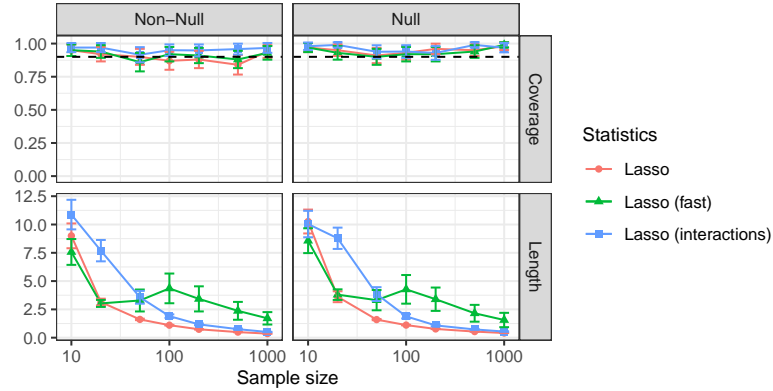 Non−Null
Null
1.00
0.75
0.50
0.25
0.00
Coverage
12.5
10.0
7.5
5.0
2.5
0.0
Length
10
100
1000
10
100
1000
Sample size
Statistics
Lasso
Lasso (fast)
Lasso (interactions)